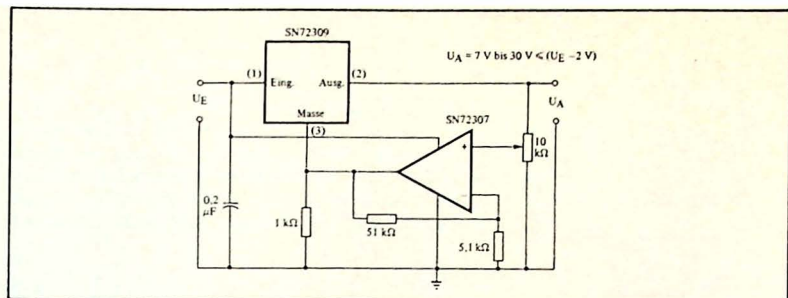 SN72309
U_A = 7 V bis 30 V ⩽ (U_E −2 V)
(1)
Eing.
Ausg.
(2)
Masse
(3)
U_E
SN72307
U_A
+
−
10
kΩ
0,2
µF
1 kΩ
51 kΩ
5,1 kΩ